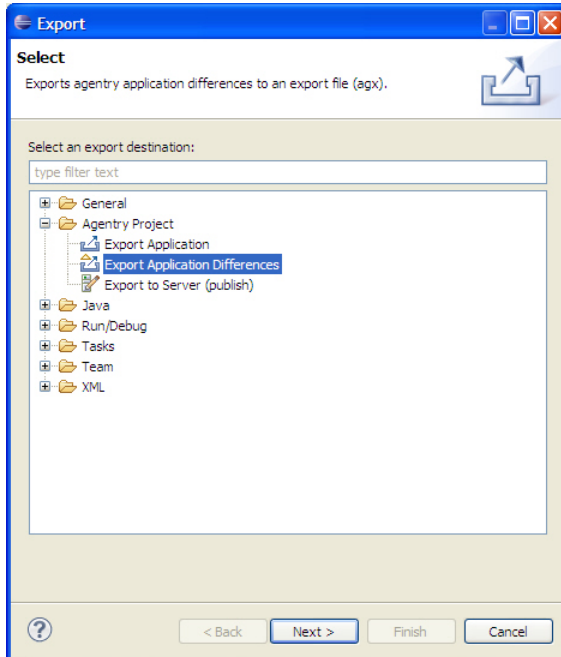 Export
Select
Exports agentry application differences to an export file (agx).
Select an export destination:
type filter text
General
Agentry Project
Export Application
Export Application Differences
Export to Server (publish)
Java
Run/Debug
Tasks
Team
XML
?
< Back
Next >
Finish
Cancel